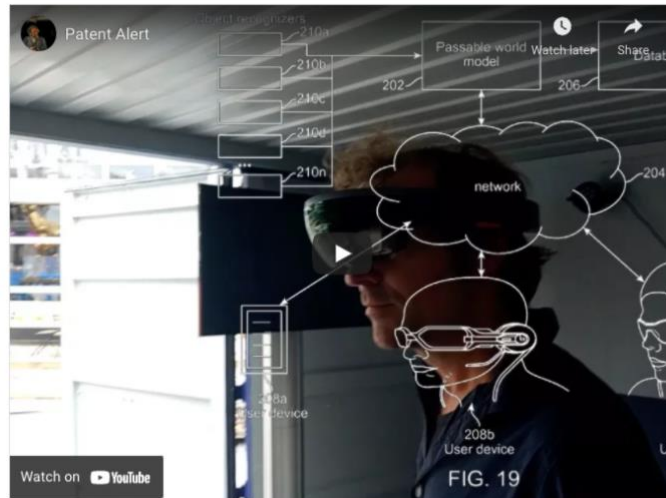 Patent Alert
Object recognizers
210a
210b
210c
210d
210n
Passable world
model
202
Watch later
Share
206
network
204
208a
User device
208b
User device
FIG. 19
Watch on YouTube